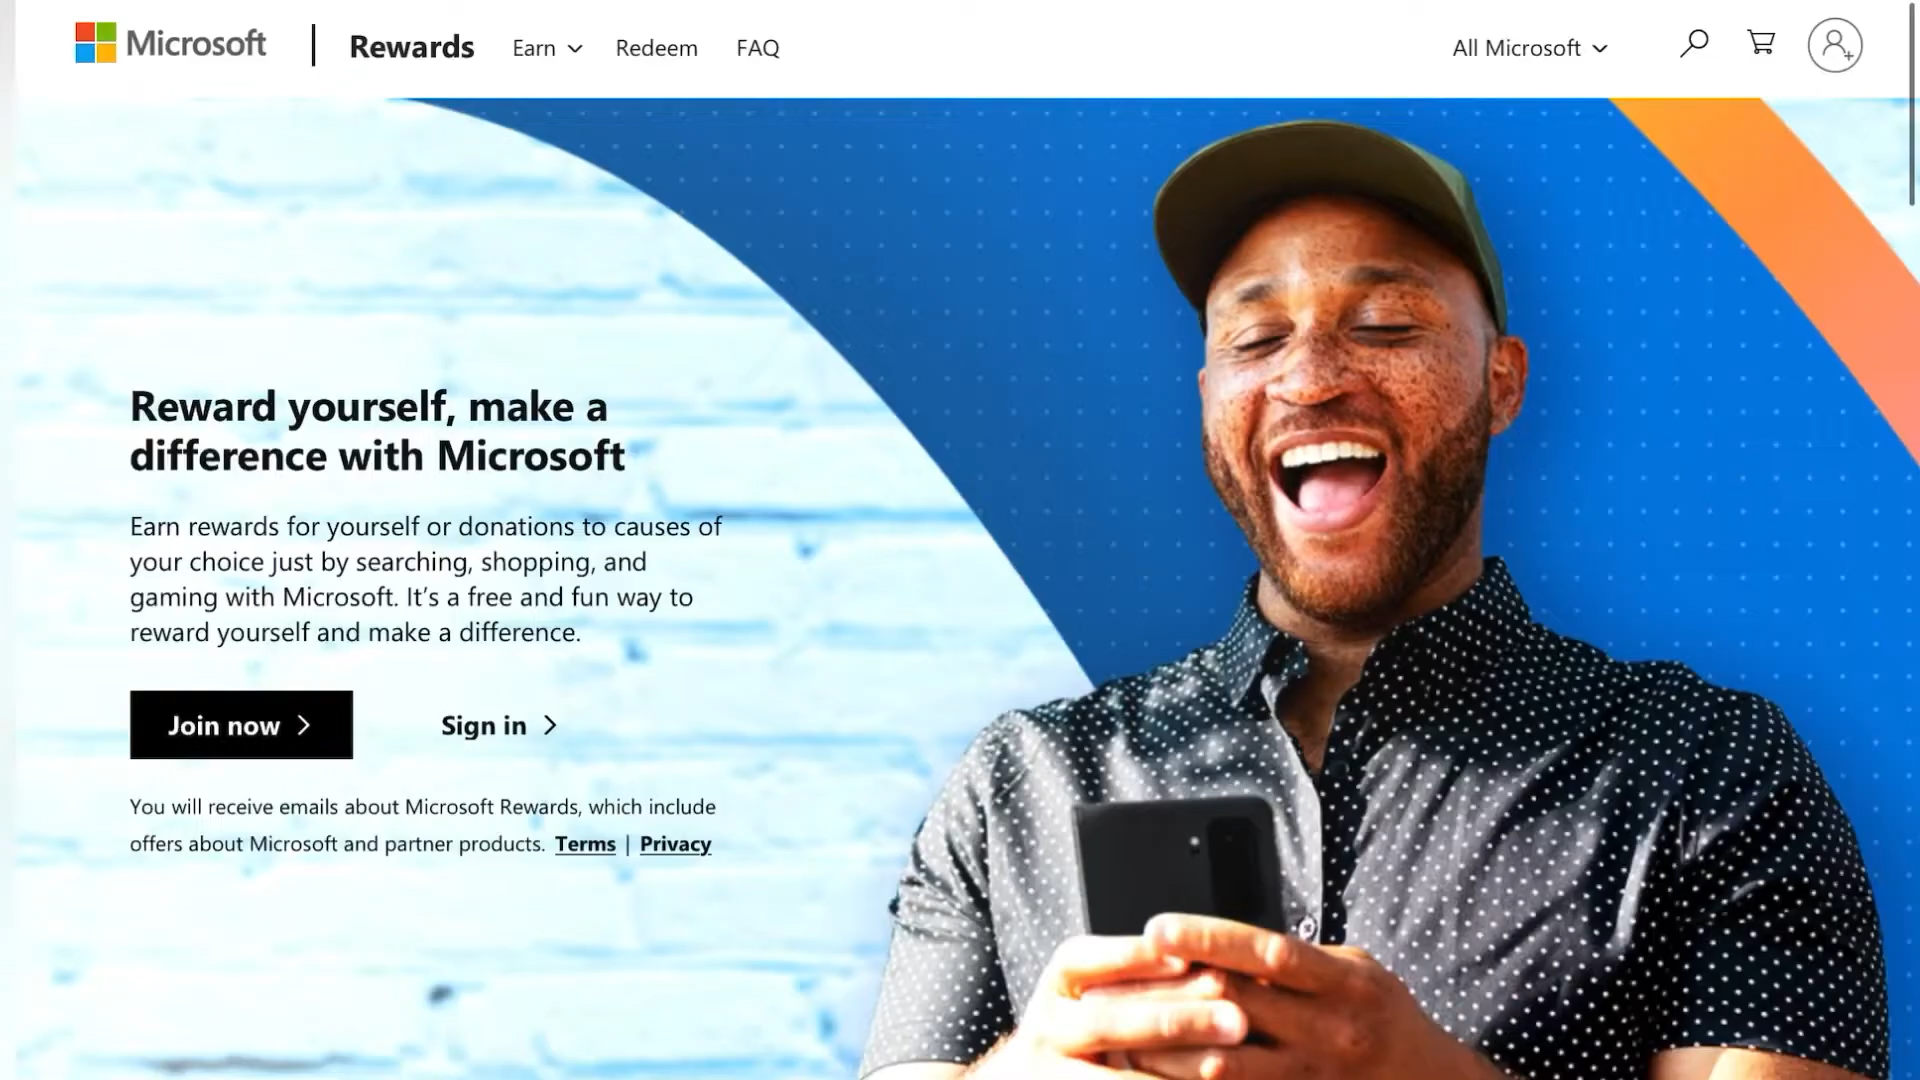 Microsoft
Rewards
Earn
Redeem
FAQ
All Microsoft
Reward yourself, make a
difference with Microsoft
Earn rewards for yourself or donations to causes of
your choice just by searching, shopping, and
gaming with Microsoft. It’s a free and fun way to
reward yourself and make a difference.
Join now
Sign in
You will receive emails about Microsoft Rewards, which include
offers about Microsoft and partner products. Terms | Privacy